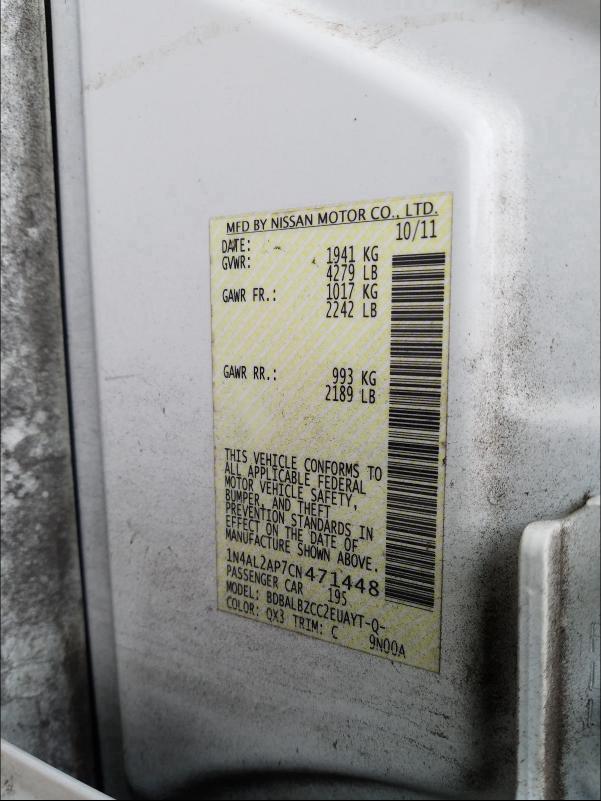 MFD BY NISSAN MOTOR CO., LTD.
DATE: 10/11
GVWR: 1941 KG
4279 LB
GAWR FR.: 1017 KG
2242 LB
GAWR RR.: 993 KG
2189 LB
THIS VEHICLE CONFORMS TO
ALL APPLICABLE FEDERAL
MOTOR VEHICLE SAFETY,
BUMPER, AND THEFT
PREVENTION STANDARDS IN
EFFECT ON THE DATE OF
MANUFACTURE SHOWN ABOVE.
1N4AL2AP7CN471448
PASSENGER CAR 195
MODEL: BDBALBZCC2EUAYT-Q-
COLOR: QX3 TRIM: C 9N00A